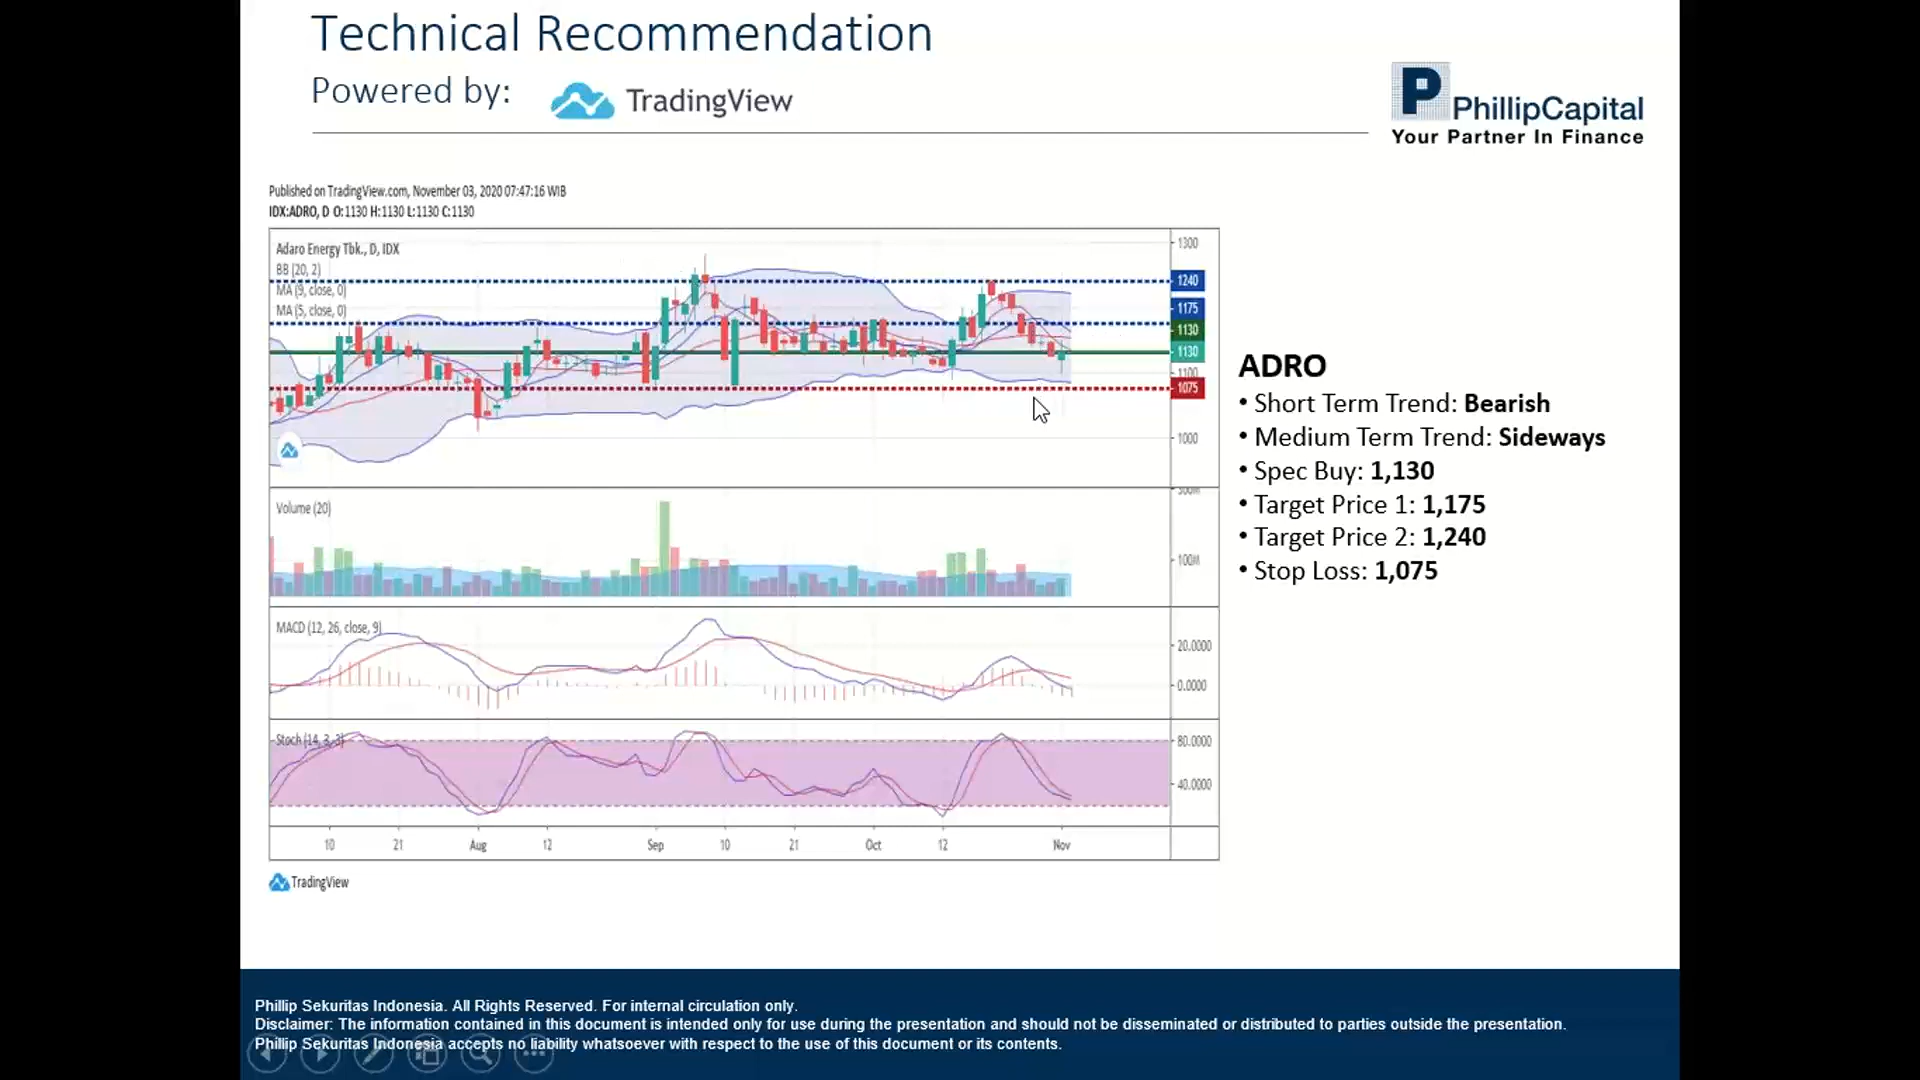 Technical Recommendation
Powered by:
TradingView
P
PhillipCapital
Your Partner In Finance
Published on TradingView.com, November 03, 2020 07:47:16 WIB
IDX:ADRO, D O:1130 H:1130 L:1130 C:1130
Adaro Energy Tbk., D, IDX
BB (20, 2)
MA (9, close, 0)
MA (5, close, 0)
1300
1240
1175
1130
1130
1100
1075
1000
Volume (20)
300M
100M
MACD (12, 26, close, 9)
20.0000
0.0000
Stoch (14, 3, 3)
80.0000
40.0000
10
21
Aug
12
Sep
10
21
Oct
12
Nov
TradingView
ADRO
• Short Term Trend: Bearish
• Medium Term Trend: Sideways
• Spec Buy: 1,130
• Target Price 1: 1,175
• Target Price 2: 1,240
• Stop Loss: 1,075
Phillip Sekuritas Indonesia. All Rights Reserved. For internal circulation only.
Disclaimer: The information contained in this document is intended only for use during the presentation and should not be disseminated or distributed to parties outside the presentation.
Phillip Sekuritas Indonesia accepts no liability whatsoever with respect to the use of this document or its contents.